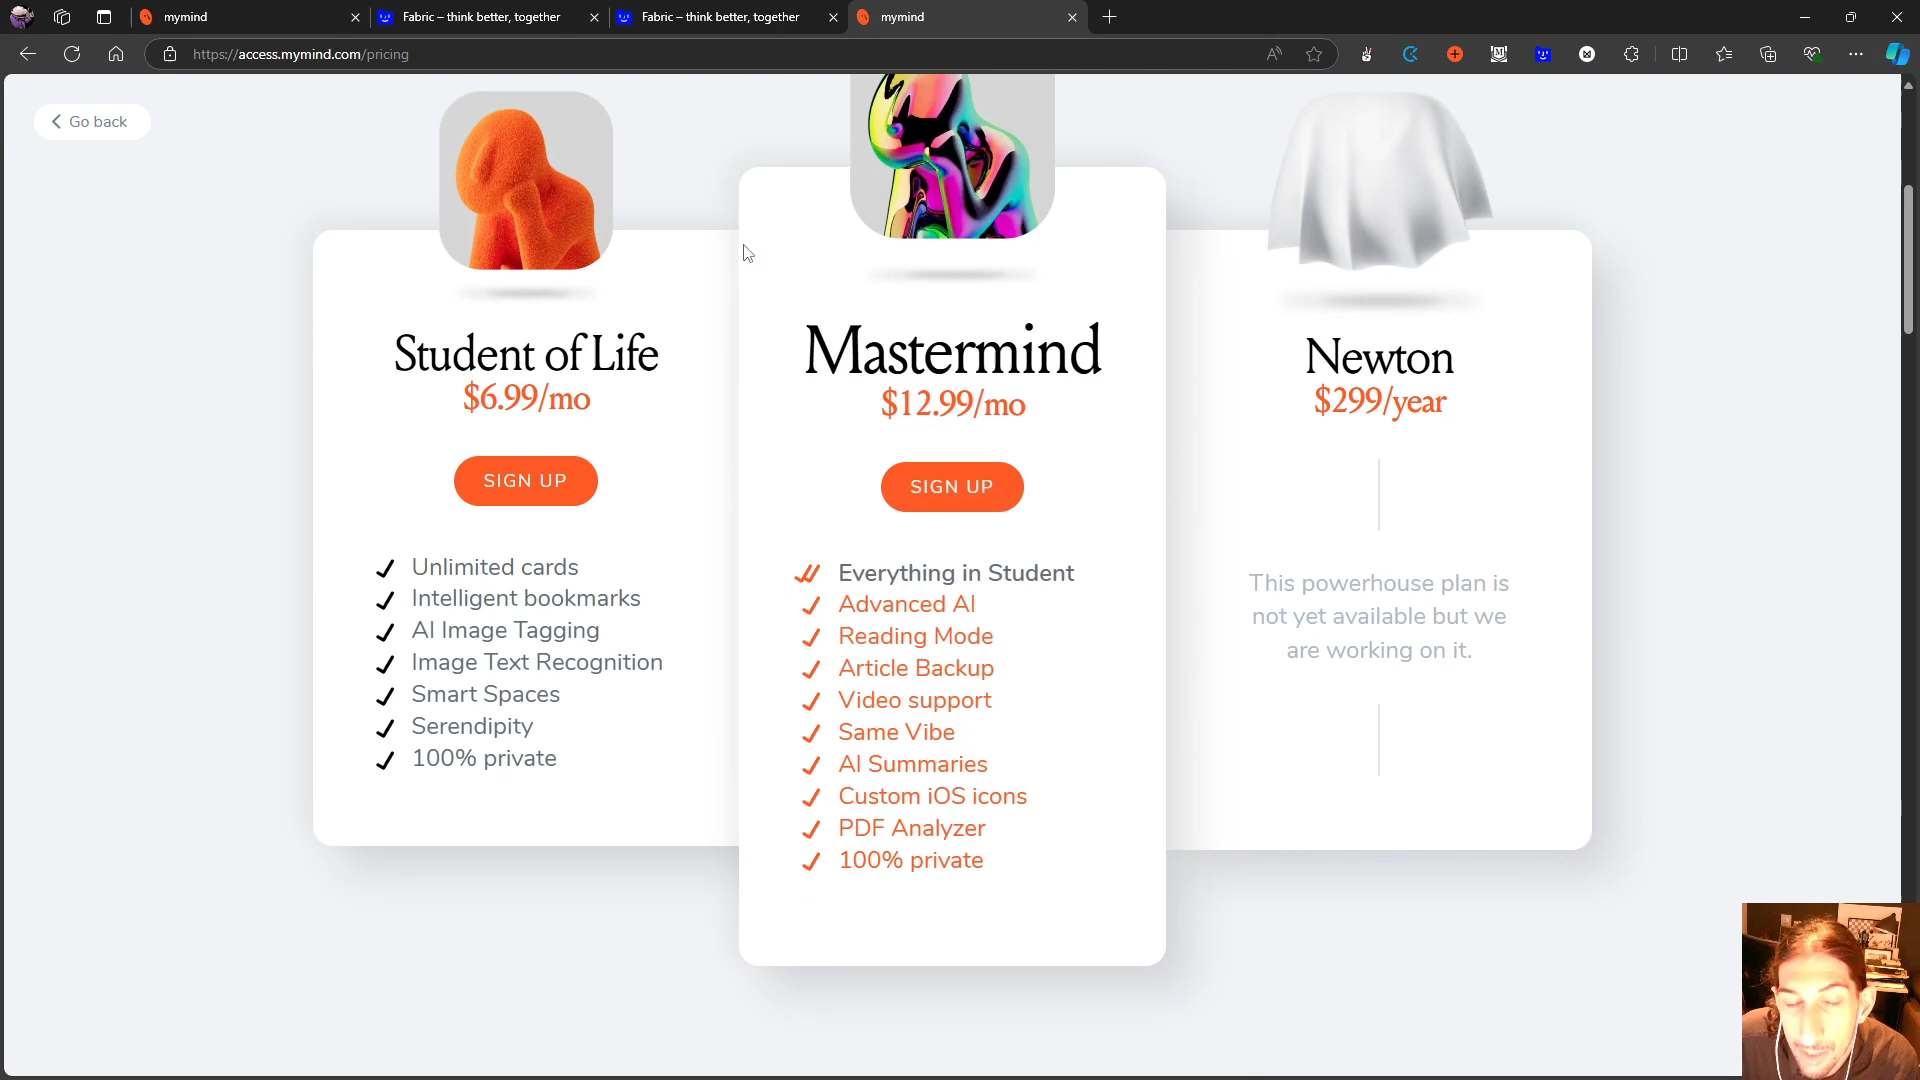 mymind
Fabric – think better, together
Fabric – think better, together
mymind
https://access.mymind.com/pricing
Go back
Student of Life
$6.99/mo
SIGN UP
Unlimited cards
Intelligent bookmarks
AI Image Tagging
Image Text Recognition
Smart Spaces
Serendipity
100% private
Mastermind
$12.99/mo
SIGN UP
Everything in Student
Advanced AI
Reading Mode
Article Backup
Video support
Same Vibe
AI Summaries
Custom iOS icons
PDF Analyzer
100% private
Newton
$299/year
This powerhouse plan is
not yet available but we
are working on it.